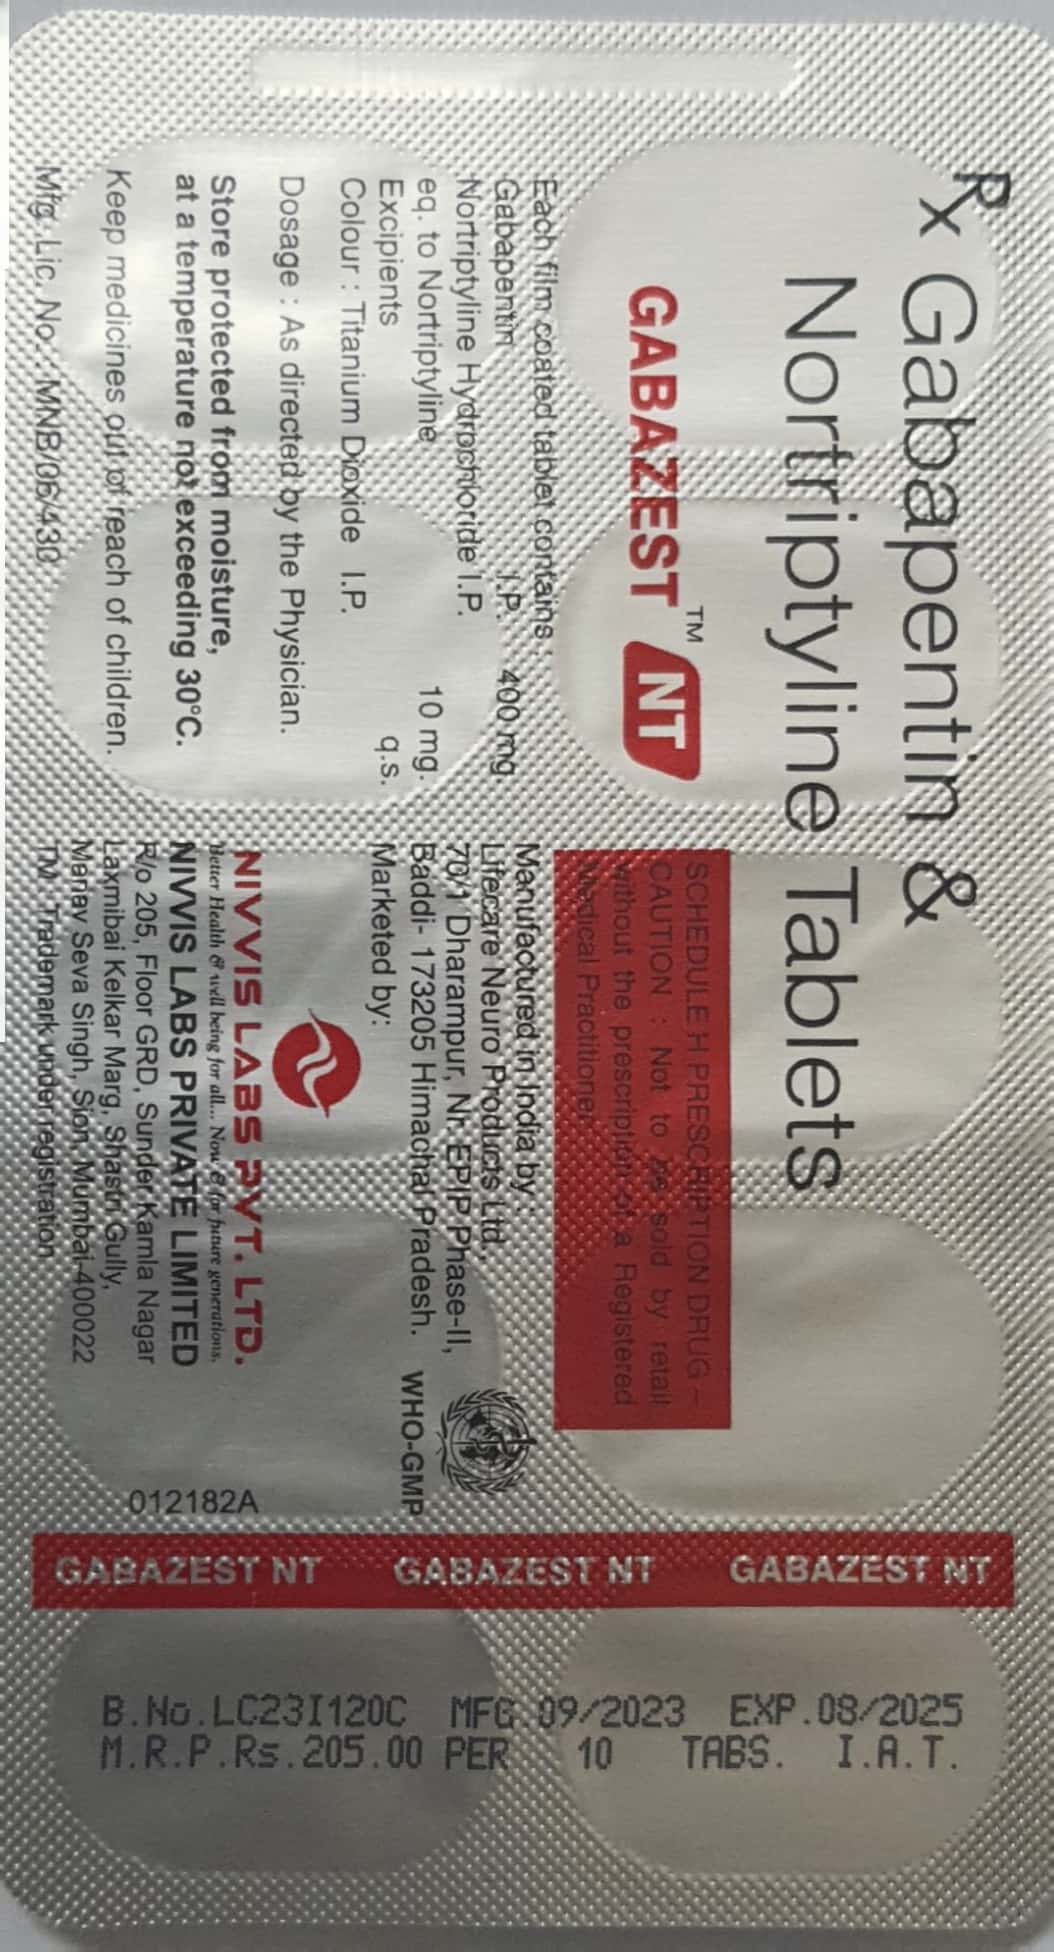 Rx Gabapentin &
Nortriptyline Tablets
GABAZEST™ NT
Each film coated tablet contains :
Gabapentin I.P. 400 mg.
Nortriptyline Hydrochloride I.P.
eq. to Nortriptyline 10 mg.
Excipients q.s.
Colour : Titanium Dioxide I.P.
Dosage : As directed by the Physician.
Store protected from moisture,
at a temperature not exceeding 30°C.
Keep medicines out of reach of children.
Mfg. Lic. No. : MNB/06/430
SCHEDULE H PRESCRIPTION DRUG –
CAUTION : Not to be sold by retail
without the prescription of a Registered
Medical Practitioner.
Manufactured in India by :
Lifecare Neuro Products Ltd.,
70/1 Dharampur, Nr. EPIP Phase-II,
Baddi- 173205 Himachal Pradesh.
WHO-GMP
Marketed by:
NIVVIS LABS PVT. LTD.
Better Health & well being for all... Now & for future generations.
NIVVIS LABS PRIVATE LIMITED
R/o 205, Floor GRD, Sunder Kamla Nagar
Laxmibai Kelkar Marg, Shastri Gully,
Manav Seva Singh, Sion, Mumbai-400022
TM : Trademark under registration
012182A
GABAZEST NT GABAZEST NT GABAZEST NT
B.No.LC23I120C MFG 09/2023 EXP.08/2025
M.R.P.Rs.205.00 PER 10 TABS. I.A.T.